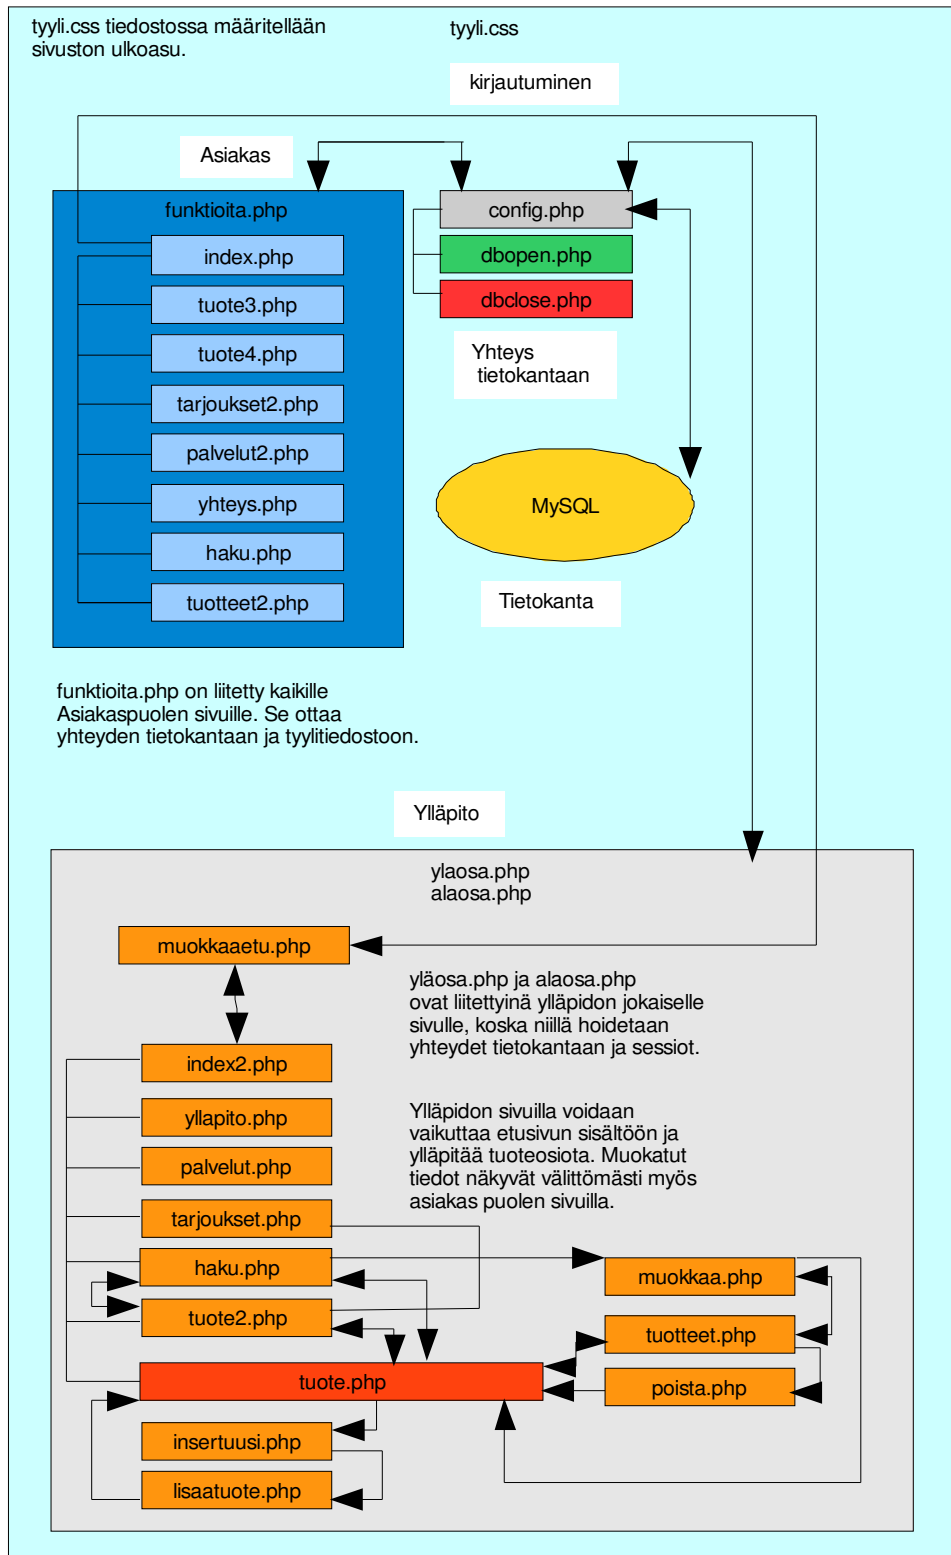 tyyli.css tiedostossa määritellään
sivuston ulkoasu.
tyyli.css
kirjautuminen
Asiakas
funktioita.php
index.php
tuote3.php
tuote4.php
tarjoukset2.php
palvelut2.php
yhteys.php
haku.php
tuotteet2.php
config.php
dbopen.php
dbclose.php
Yhteys
tietokantaan
MySQL
Tietokanta
funktioita.php on liitetty kaikille
Asiakaspuolen sivuille. Se ottaa
yhteyden tietokantaan ja tyylitiedostoon.
Ylläpito
ylaosa.php
alaosa.php
muokkaaetu.php
yläosa.php ja alaosa.php
ovat liitettyinä ylläpidon jokaiselle
sivulle, koska niillä hoidetaan
yhteydet tietokantaan ja sessiot.
index2.php
yllapito.php
palvelut.php
tarjoukset.php
haku.php
tuote2.php
Ylläpidon sivuilla voidaan
vaikuttaa etusivun sisältöön ja
ylläpitää tuoteosiota. Muokatut
tiedot näkyvät välittömästi myös
asiakas puolen sivuilla.
muokkaa.php
tuotteet.php
poista.php
tuote.php
insertuusi.php
lisaatuote.php